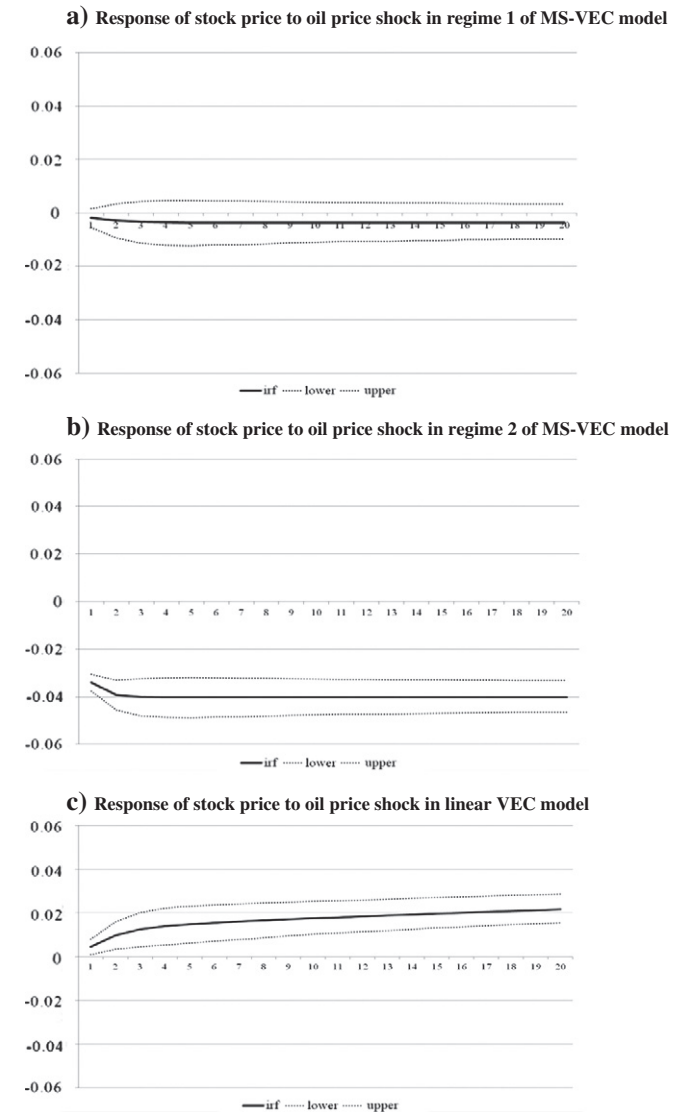 a) Response of stock price to oil price shock in regime 1 of MS-VEC model
0.06
0.04
0.02
0
1 2 3 4 5 6 7 8 9 10 11 12 13 14 15 16 17 18 19 20
-0.02
-0.04
-0.06
irf lower upper
b) Response of stock price to oil price shock in regime 2 of MS-VEC model
0.06
0.04
0.02
0
1 2 3 4 5 6 7 8 9 10 11 12 13 14 15 16 17 18 19 20
-0.02
-0.04
-0.06
irf lower upper
c) Response of stock price to oil price shock in linear VEC model
0.06
0.04
0.02
0
1 2 3 4 5 6 7 8 9 10 11 12 13 14 15 16 17 18 19 20
-0.02
-0.04
-0.06
irf lower upper